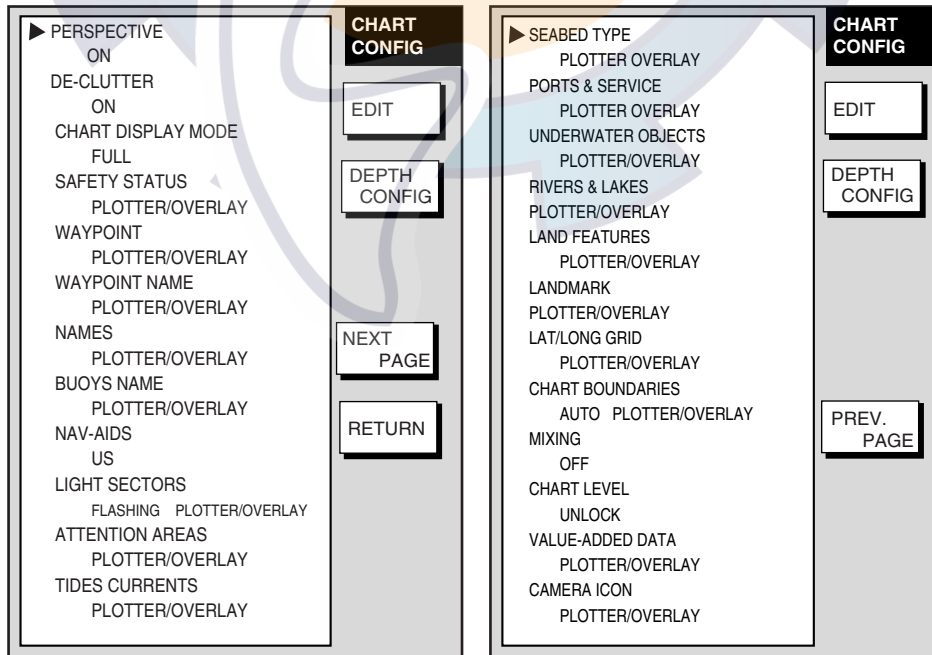 PERSPECTIVE
ON
DE-CLUTTER
ON
CHART DISPLAY MODE
FULL
SAFETY STATUS
PLOTTER/OVERLAY
WAYPOINT
PLOTTER/OVERLAY
WAYPOINT NAME
PLOTTER/OVERLAY
NAMES
PLOTTER/OVERLAY
BUOYS NAME
PLOTTER/OVERLAY
NAV-AIDS
US
LIGHT SECTORS
FLASHING PLOTTER/OVERLAY
ATTENTION AREAS
PLOTTER/OVERLAY
TIDES CURRENTS
PLOTTER/OVERLAY
CHART
CONFIG
EDIT
DEPTH
CONFIG
NEXT
PAGE
RETURN
SEABED TYPE
PLOTTER OVERLAY
PORTS & SERVICE
PLOTTER OVERLAY
UNDERWATER OBJECTS
PLOTTER/OVERLAY
RIVERS & LAKES
PLOTTER/OVERLAY
LAND FEATURES
PLOTTER/OVERLAY
LANDMARK
PLOTTER/OVERLAY
LAT/LONG GRID
PLOTTER/OVERLAY
CHART BOUNDARIES
AUTO PLOTTER/OVERLAY
MIXING
OFF
CHART LEVEL
UNLOCK
VALUE-ADDED DATA
PLOTTER/OVERLAY
CAMERA ICON
PLOTTER/OVERLAY
CHART
CONFIG
EDIT
DEPTH
CONFIG
PREV.
PAGE